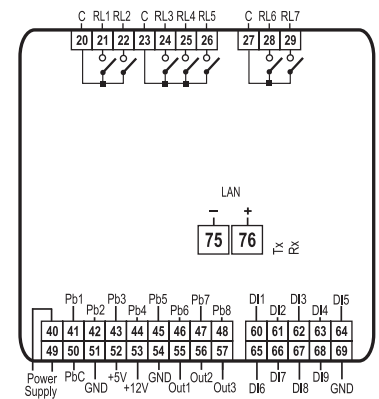 C RL1 RL2 C RL3 RL4 RL5 C RL6 RL7
20 21 22 23 24 25 26 27 28 29
LAN
− +
75 76 Tx Rx
Pb1 Pb3 Pb5 Pb7 DI1 DI3 DI5
Pb2 Pb4 Pb6 Pb8 DI2 DI4
40 41 42 43 44 45 46 47 48 60 61 62 63 64
49 50 51 52 53 54 55 56 57 65 66 67 68 69
Power PbC +5V GND Out2 DI7 DI9
Supply GND +12V Out1 Out3 DI6 DI8 GND